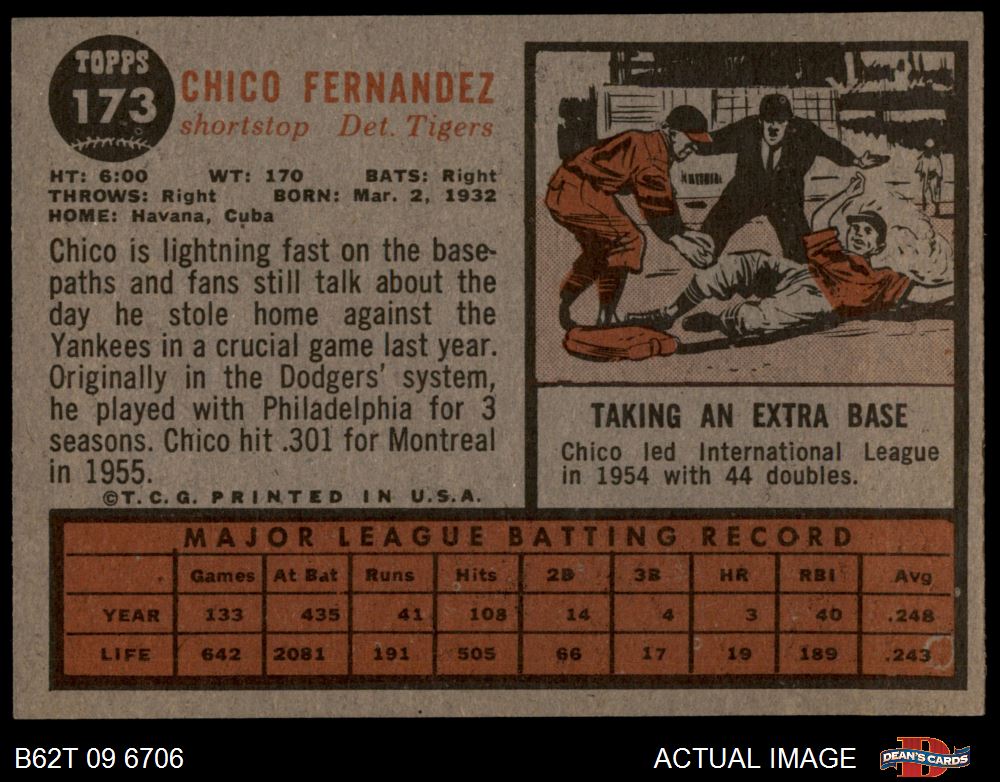 TOPPS
173
CHICO FERNANDEZ
shortstop Det. Tigers
HT: 6:00 WT: 170 BATS: Right
THROWS: Right BORN: Mar. 2, 1932
HOME: Havana, Cuba
Chico is lightning fast on the base-
paths and fans still talk about the
day he stole home against the
Yankees in a crucial game last year.
Originally in the Dodgers' system,
he played with Philadelphia for 3
seasons. Chico hit .301 for Montreal
in 1955.
©T. C. G. PRINTED IN U.S.A.
TAKING AN EXTRA BASE
Chico led International League
in 1954 with 44 doubles.
MAJOR LEAGUE BATTING RECORD
Games At Bat Runs Hits 2B 3B HR RBI Avg
YEAR 133 435 41 108 14 4 3 40 .248
LIFE 642 2081 191 505 66 17 19 189 .243
B62T 09 6706
ACTUAL IMAGE
DEAN'S CARDS